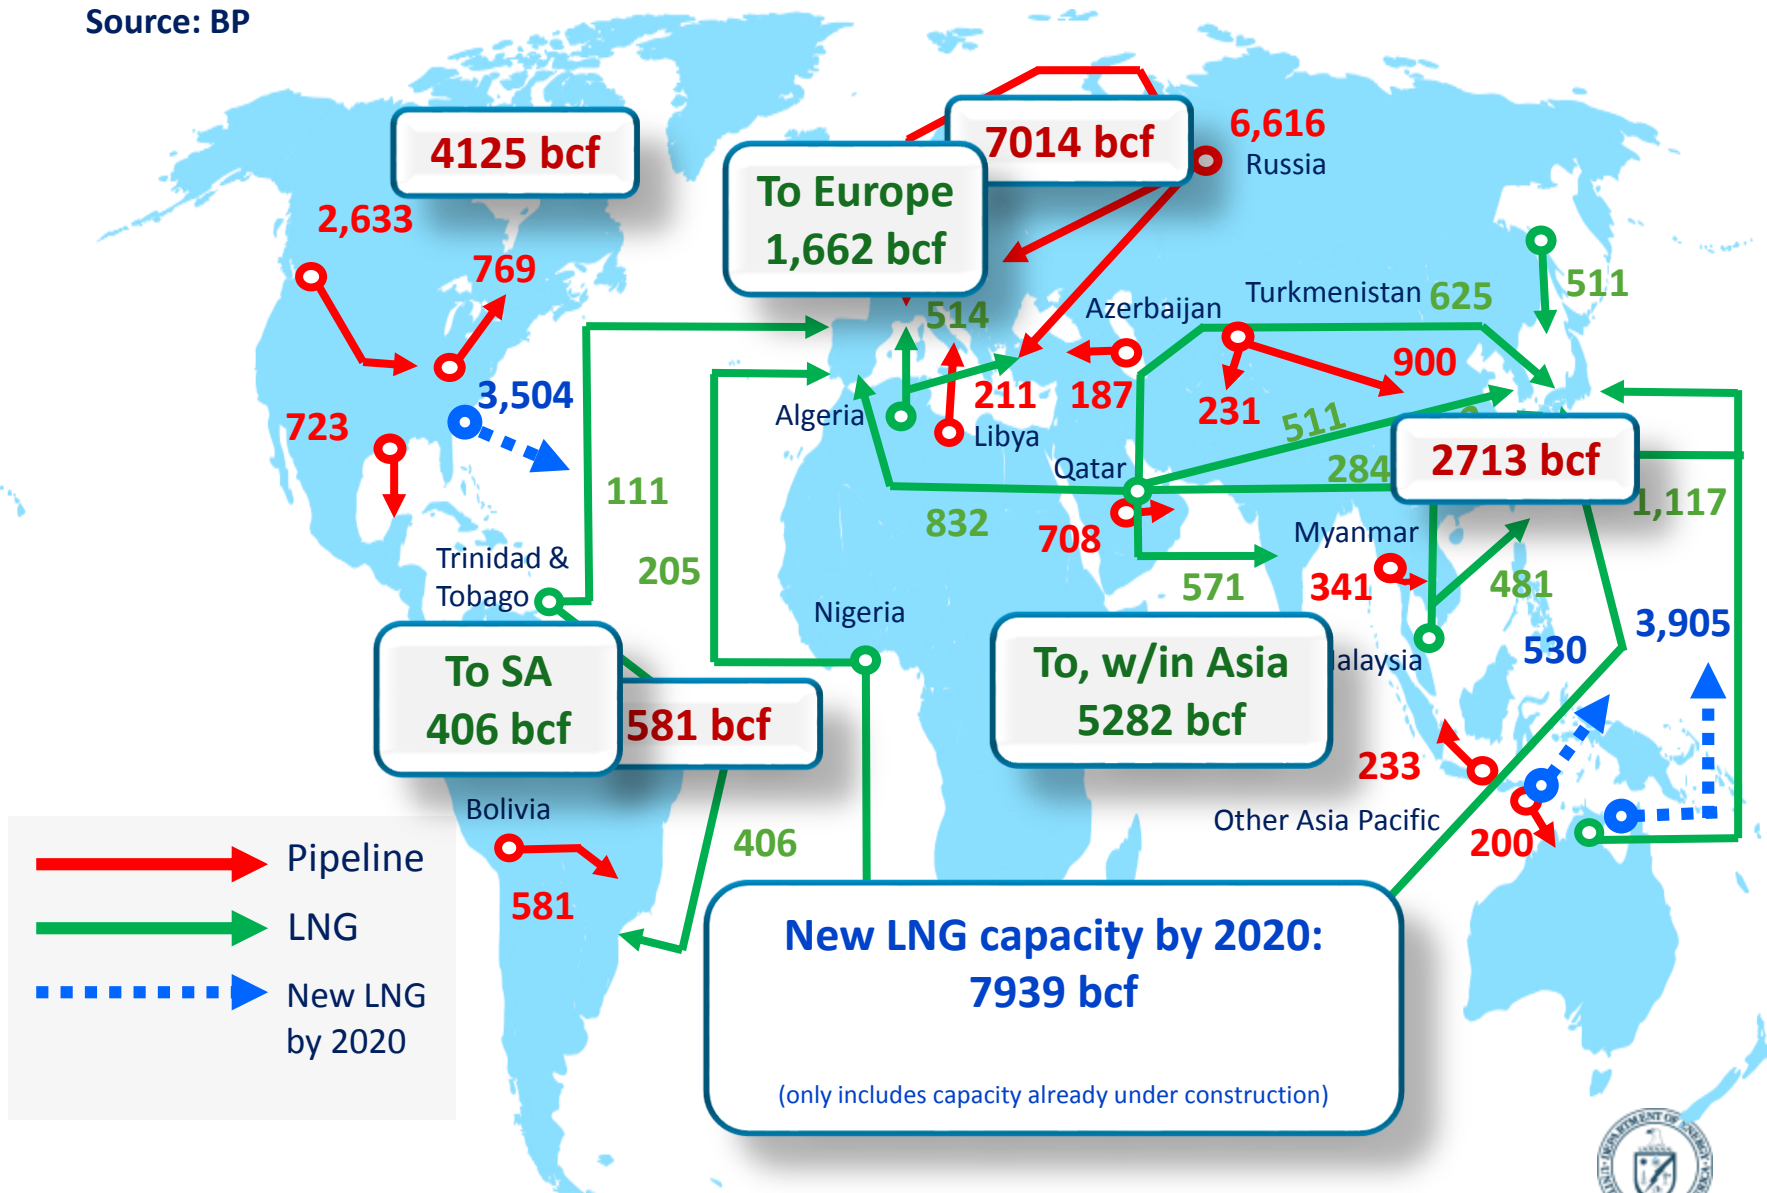 Source: BP
4125 bcf
7014 bcf
6,616
Russia
To Europe
1,662 bcf
2,633
769
514
Azerbaijan
Turkmenistan
625
511
3,504
723
Algeria
211
Libya
187
231
900
511
Qatar
284
2713 bcf
1,117
111
832
708
Myanmar
341
481
Trinidad &
Tobago
205
571
Nigeria
530
3,905
To SA
406 bcf
581 bcf
To, w/in Asia
5282 bcf
alaysia
233
Other Asia Pacific
200
Bolivia
581
406
Pipeline
LNG
New LNG
by 2020
New LNG capacity by 2020:
7939 bcf
(only includes capacity already under construction)
DEPARTMENT OF ENERGY